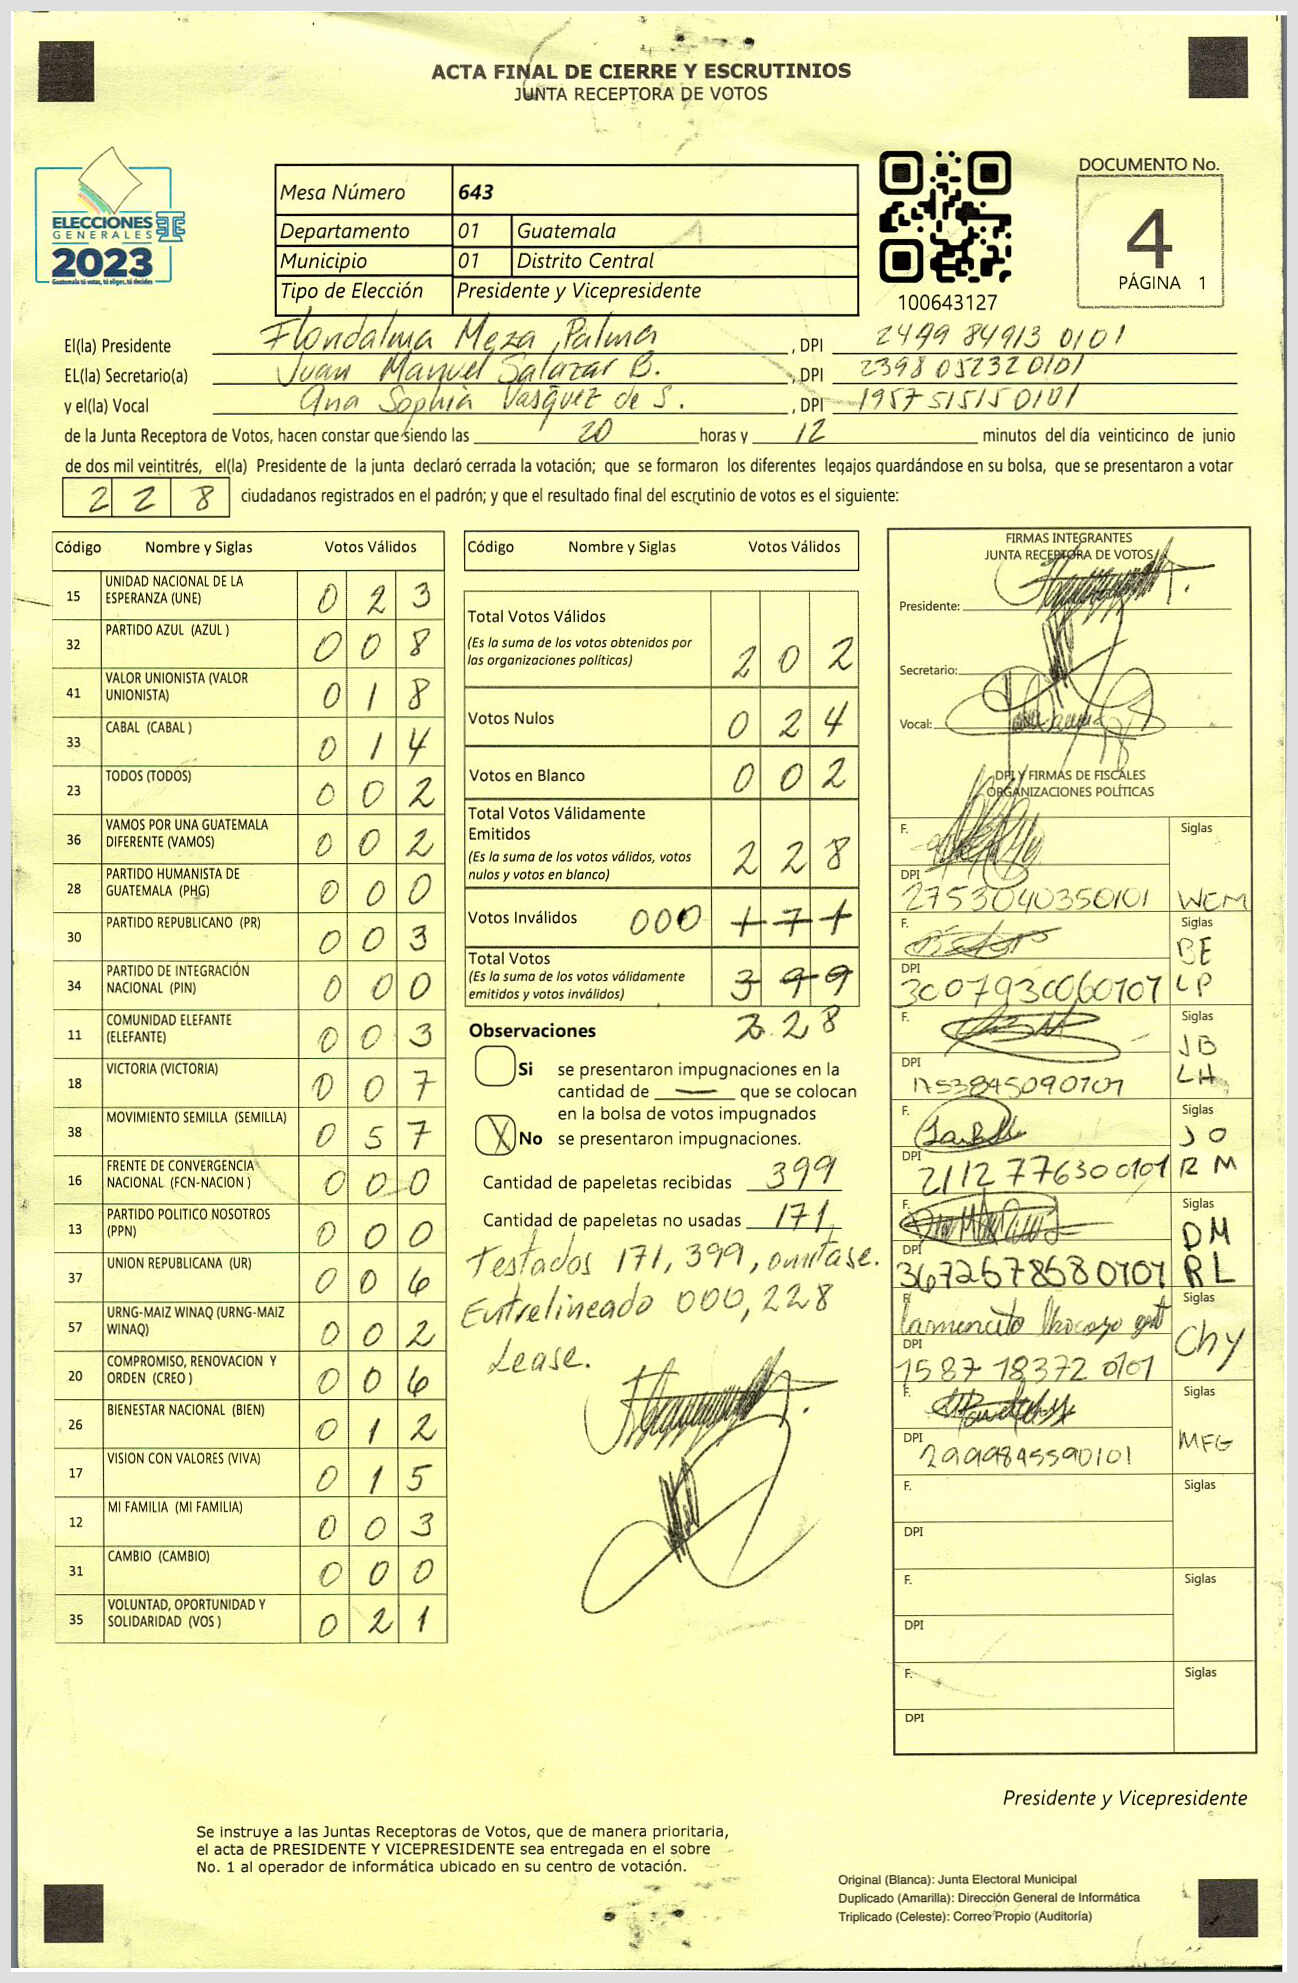 ACTA FINAL DE CIERRE Y ESCRUTINIOS
JUNTA RECEPTORA DE VOTOS
ELECCIONES
GENERALES
2023
Guatemala tú votas, tú eliges, tú decides
Mesa Número 643
Departamento 01 Guatemala
Municipio 01 Distrito Central
Tipo de Elección Presidente y Vicepresidente
100643127
DOCUMENTO No.
4
PÁGINA 1
El(la) Presidente Flordalma Meza Palma , DPI 2499 84913 0101
EL(la) Secretario(a) Juan Manuel Salazar B. , DPI 2398 05232 0101
y el(la) Vocal Ana Sophia Vasquez de S. , DPI 1957 51515 0101
de la Junta Receptora de Votos, hacen constar que siendo las 20 horas y 12 minutos del día veinticinco de junio
de dos mil veintitrés, el(la) Presidente de la junta declaró cerrada la votación; que se formaron los diferentes legajos guardándose en su bolsa, que se presentaron a votar
228 ciudadanos registrados en el padrón; y que el resultado final del escrutinio de votos es el siguiente:
Código Nombre y Siglas Votos Válidos
15 UNIDAD NACIONAL DE LA ESPERANZA (UNE) 0 2 3
32 PARTIDO AZUL (AZUL ) 0 0 8
41 VALOR UNIONISTA (VALOR UNIONISTA) 0 1 8
33 CABAL (CABAL ) 0 1 4
23 TODOS (TODOS) 0 0 2
36 VAMOS POR UNA GUATEMALA DIFERENTE (VAMOS) 0 0 2
28 PARTIDO HUMANISTA DE GUATEMALA (PHG) 0 0 0
30 PARTIDO REPUBLICANO (PR) 0 0 3
34 PARTIDO DE INTEGRACIÓN NACIONAL (PIN) 0 0 0
11 COMUNIDAD ELEFANTE (ELEFANTE) 0 0 3
18 VICTORIA (VICTORIA) 0 0 7
38 MOVIMIENTO SEMILLA (SEMILLA) 0 5 7
16 FRENTE DE CONVERGENCIA NACIONAL (FCN-NACION ) 0 0 0
13 PARTIDO POLITICO NOSOTROS (PPN) 0 0 0
37 UNION REPUBLICANA (UR) 0 0 6
57 URNG-MAIZ WINAQ (URNG-MAIZ WINAQ) 0 0 2
20 COMPROMISO, RENOVACION Y ORDEN (CREO ) 0 0 6
26 BIENESTAR NACIONAL (BIEN) 0 1 2
17 VISION CON VALORES (VIVA) 0 1 5
12 MI FAMILIA (MI FAMILIA) 0 0 3
31 CAMBIO (CAMBIO) 0 0 0
35 VOLUNTAD, OPORTUNIDAD Y SOLIDARIDAD (VOS ) 0 2 1
Código Nombre y Siglas Votos Válidos
Total Votos Válidos
(Es la suma de los votos obtenidos por las organizaciones políticas) 2 0 2
Votos Nulos 0 2 4
Votos en Blanco 0 0 2
Total Votos Válidamente Emitidos
(Es la suma de los votos válidos, votos nulos y votos en blanco) 2 2 8
Votos Inválidos 000 1 7 1
Total Votos
(Es la suma de los votos válidamente emitidos y votos inválidos) 3 9 9
2 2 8
Observaciones
Si se presentaron impugnaciones en la
cantidad de — que se colocan
en la bolsa de votos impugnados
X No se presentaron impugnaciones.
Cantidad de papeletas recibidas 399
Cantidad de papeletas no usadas 171
Testados 171, 399, omitase.
Entrelineado 000, 228
Lease.
FIRMAS INTEGRANTES
JUNTA RECEPTORA DE VOTOS
Presidente:
Secretario:
Vocal:
DPI Y FIRMAS DE FISCALES
ORGANIZACIONES POLÍTICAS
F. Siglas
DPI 2753040350101 WCM
F. Siglas
DPI 3007930060101 BE LP
F. Siglas
DPI 1753845090101 JB LH
F. Siglas
DPI 2112 77630 0101 JO RM
F. Siglas
DPI 3672678580101 DM RL
F. Siglas
DPI 1587 18372 0101 Chy
F. Siglas
DPI 2999845590101 MFG
F. Siglas
DPI
F. Siglas
DPI
F. Siglas
DPI
Presidente y Vicepresidente
Se instruye a las Juntas Receptoras de Votos, que de manera prioritaria,
el acta de PRESIDENTE Y VICEPRESIDENTE sea entregada en el sobre
No. 1 al operador de informática ubicado en su centro de votación.
Original (Blanca): Junta Electoral Municipal
Duplicado (Amarilla): Dirección General de Informática
Triplicado (Celeste): Correo Propio (Auditoría)